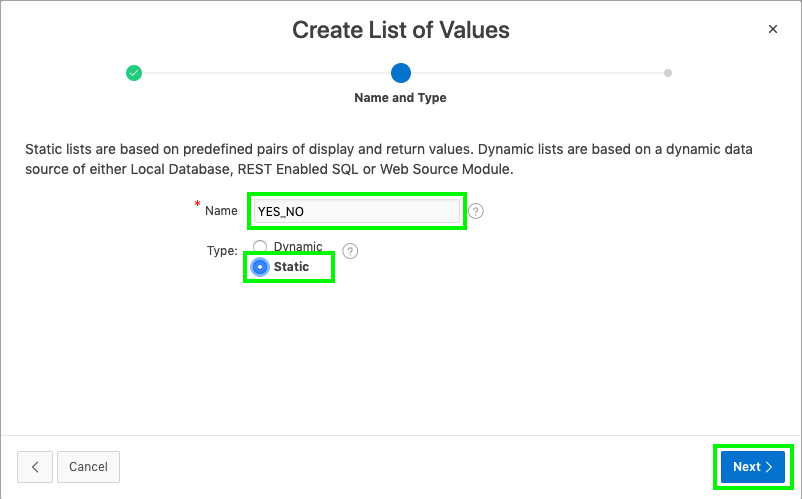 Create List of Values
Name and Type
Static lists are based on predefined pairs of display and return values. Dynamic lists are based on a dynamic data
source of either Local Database, REST Enabled SQL or Web Source Module.
* Name YES_NO ?
Type: Dynamic ?
Static
Cancel Next